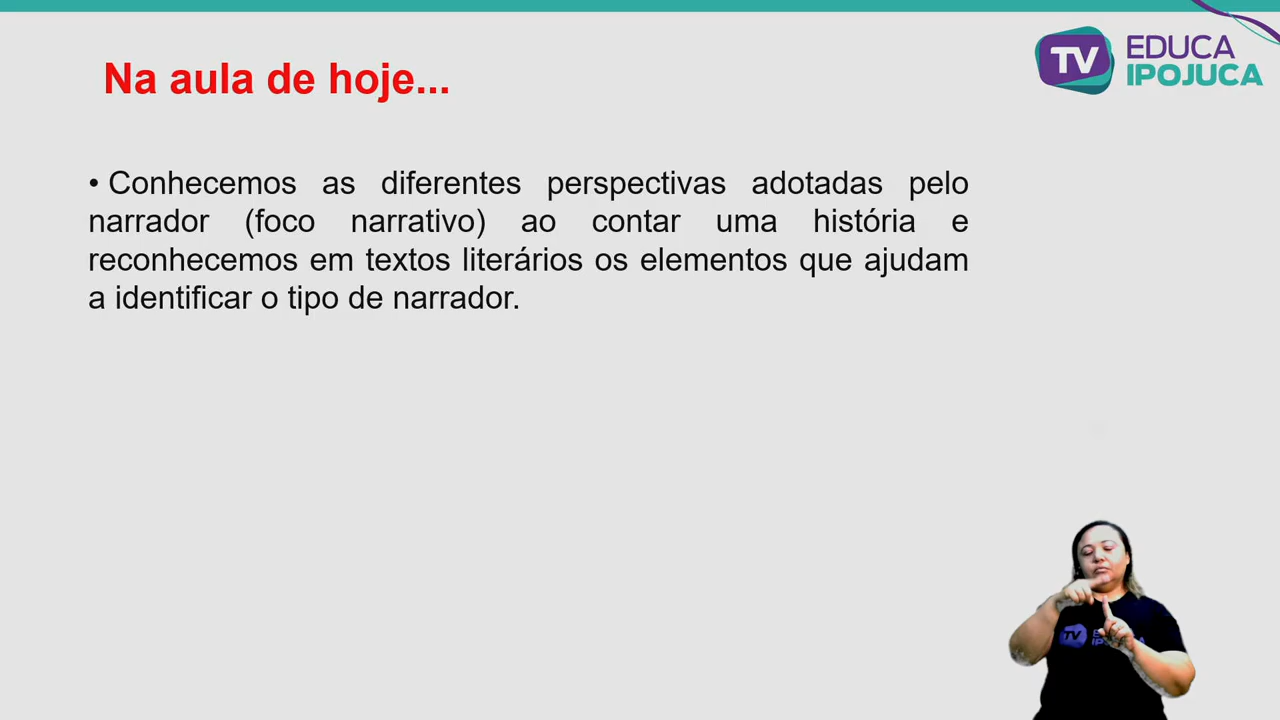 Na aula de hoje...
TV EDUCA
IPOJUCA
• Conhecemos as diferentes perspectivas adotadas pelo
narrador (foco narrativo) ao contar uma história e
reconhecemos em textos literários os elementos que ajudam
a identificar o tipo de narrador.
TV